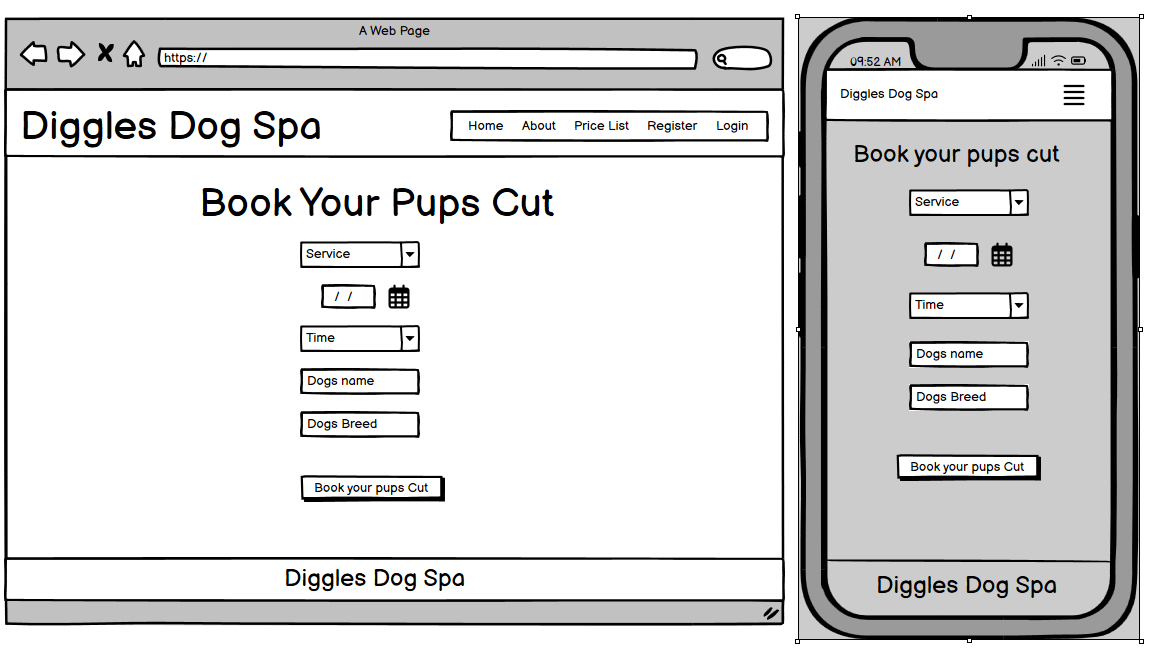 A Web Page
https://
Diggles Dog Spa
Home About Price List Register Login
Book Your Pups Cut
Service
/ /
Time
Dogs name
Dogs Breed
Book your pups Cut
Diggles Dog Spa
09:52 AM
Diggles Dog Spa
Book your pups cut
Service
/ /
Time
Dogs name
Dogs Breed
Book your pups Cut
Diggles Dog Spa